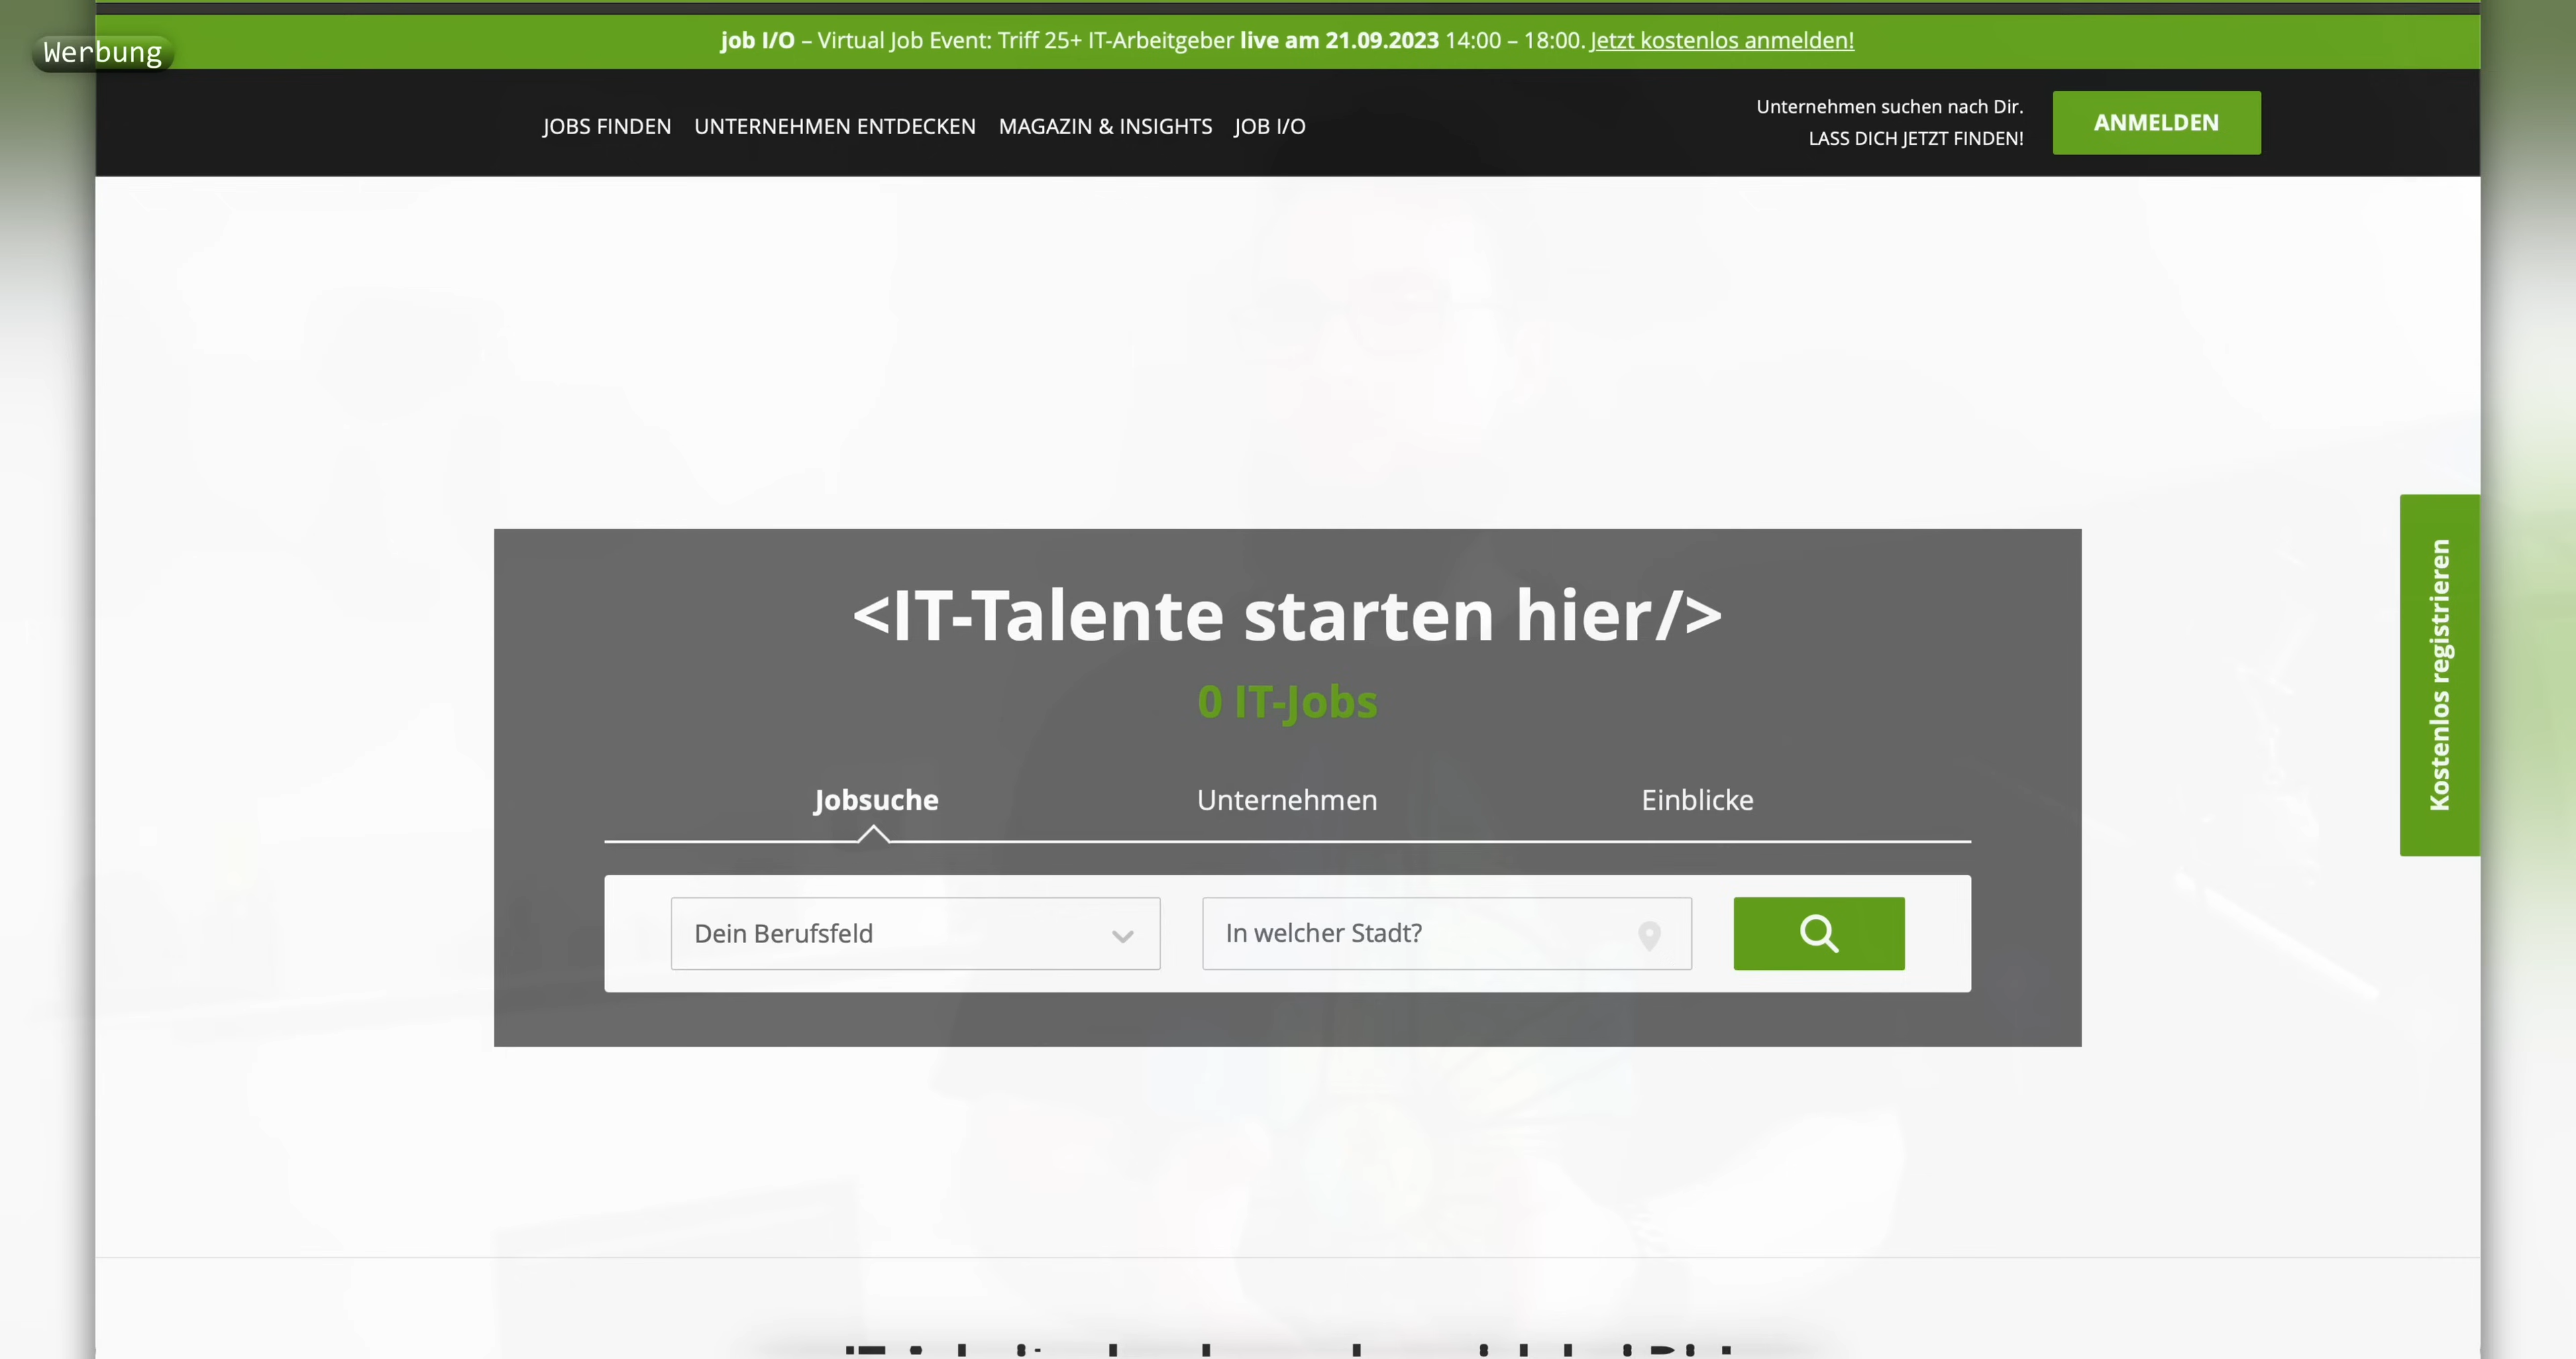 job I/O – Virtual Job Event: Triff 25+ IT-Arbeitgeber live am 21.09.2023 14:00 – 18:00. Jetzt kostenlos anmelden!
Werbung
JOBS FINDEN UNTERNEHMEN ENTDECKEN MAGAZIN & INSIGHTS JOB I/O
Unternehmen suchen nach Dir.
LASS DICH JETZT FINDEN!
ANMELDEN
<IT-Talente starten hier/>
0 IT-Jobs
Jobsuche Unternehmen Einblicke
Dein Berufsfeld In welcher Stadt?
Kostenlos registrieren